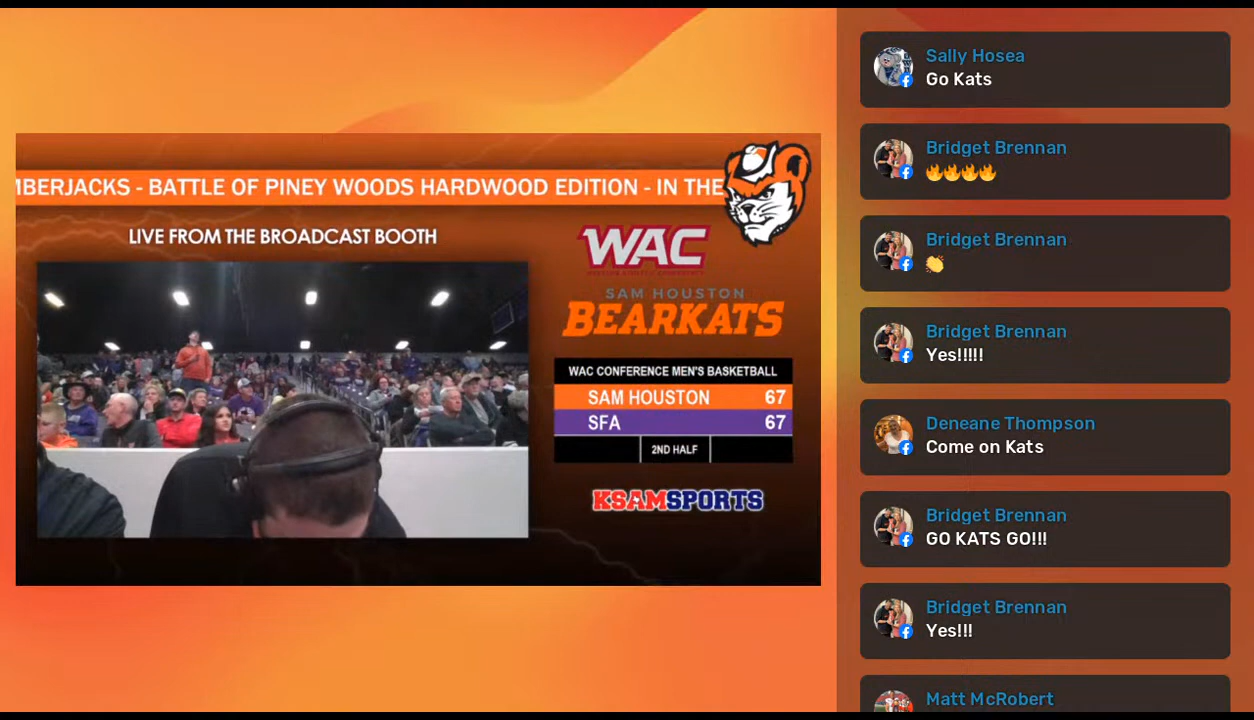 MBERJACKS - BATTLE OF PINEY WOODS HARDWOOD EDITION - IN THE
LIVE FROM THE BROADCAST BOOTH
WAC
SAM HOUSTON
BEARKATS
WAC CONFERENCE MEN'S BASKETBALL
SAM HOUSTON 67
SFA 67
2ND HALF
KSAMSPORTS
Sally Hosea
Go Kats
Bridget Brennan
🔥🔥🔥🔥
Bridget Brennan
👏
Bridget Brennan
Yes!!!!!
Deneane Thompson
Come on Kats
Bridget Brennan
GO KATS GO!!!
Bridget Brennan
Yes!!!
Matt McRobert